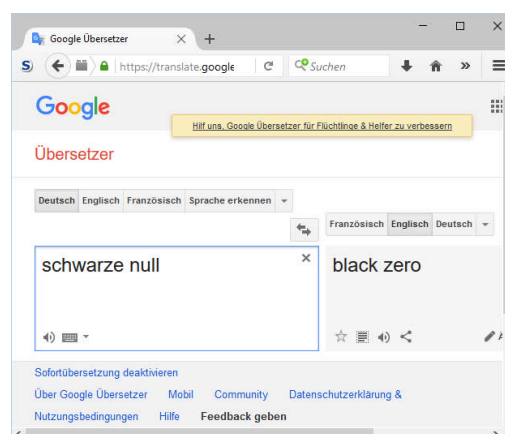 Google Übersetzer
https://translate.google
Suchen
Google
Hilf uns, Google Übersetzer für Flüchtlinge & Helfer zu verbessern
Übersetzer
Deutsch Englisch Französisch Sprache erkennen
Französisch Englisch Deutsch
schwarze null
black zero
Sofortübersetzung deaktivieren
Über Google Übersetzer Mobil Community Datenschutzerklärung &
Nutzungsbedingungen Hilfe Feedback geben